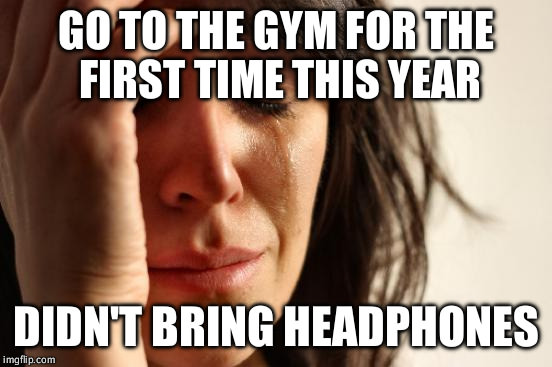 GO TO THE GYM FOR THE
FIRST TIME THIS YEAR
DIDN'T BRING HEADPHONES
imgflip.com